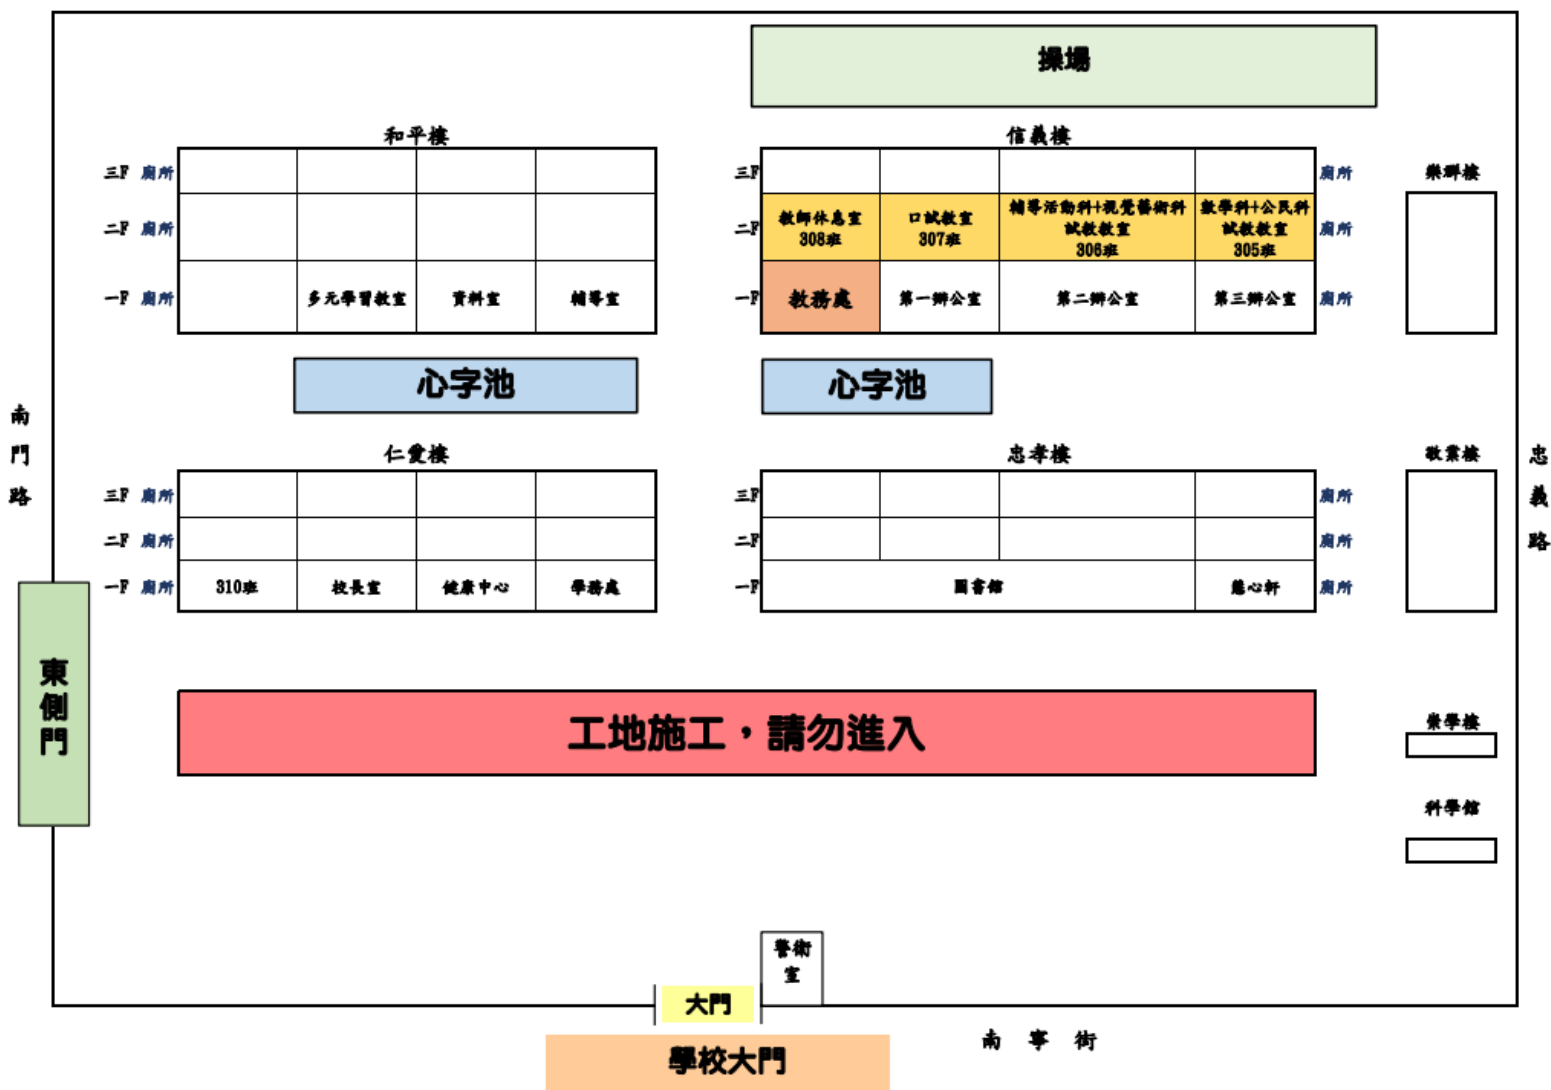 操場
和平樓
信義樓
三F 廁所
三F
廁所
樂群樓
二F 廁所
二F
教師休息室
308班
口試教室
307班
輔導活動科+視覺藝術科
試教教室
306班
數學科+公民科
試教教室
305班
廁所
一F 廁所
多元學習教室
資料室
輔導室
一F
教務處
第一辦公室
第二辦公室
第三辦公室
廁所
心字池
心字池
南門路
仁愛樓
忠孝樓
敬業樓
忠義路
三F 廁所
三F
廁所
二F 廁所
二F
廁所
一F 廁所
310班
校長室
健康中心
學務處
一F
圖書館
慈心軒
廁所
東側門
工地施工，請勿進入
崇學樓
科學館
警衛
室
大門
南寧街
學校大門